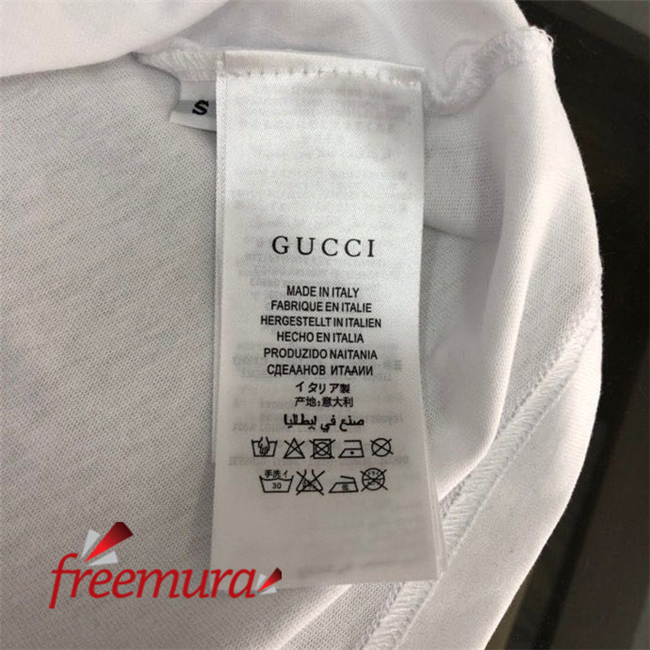 S
GUCCI
MADE IN ITALY
FABRIQUE EN ITALIE
HERGESTELLT IN ITALIEN
HECHO EN ITALIA
PRODUZIDO NAITANIA
СДЕААНОВ ИТАЛИИ
イタリア製
产地:意大利
صنع في إيطاليا
手洗イ
30
freemura